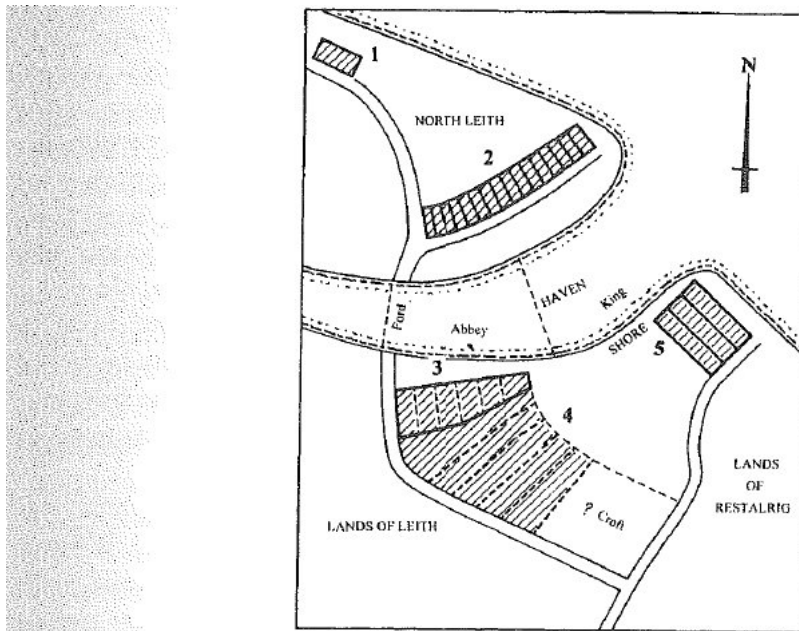 1
N
NORTH LEITH
2
HAVEN
King
Ford
Abbey
SHORE
3
5
4
LANDS
OF
RESTALRIG
? Croft
LANDS OF LEITH